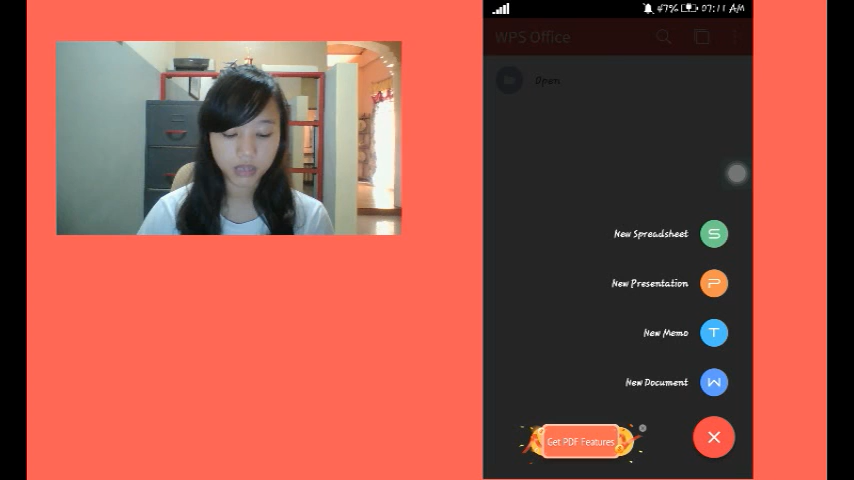 47% 07:11 AM
WPS Office
Open
New Spreadsheet
S
New Presentation
P
New Memo
T
New Document
W
Get PDF Features